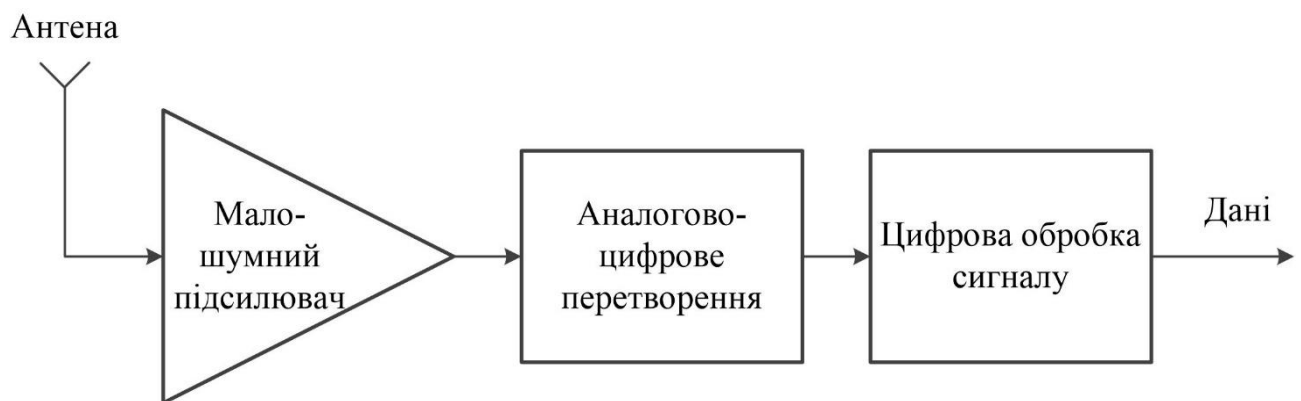 Антена
Мало-
шумний
підсилювач
Аналогово-
цифрове
перетворення
Цифрова обробка
сигналу
Дані